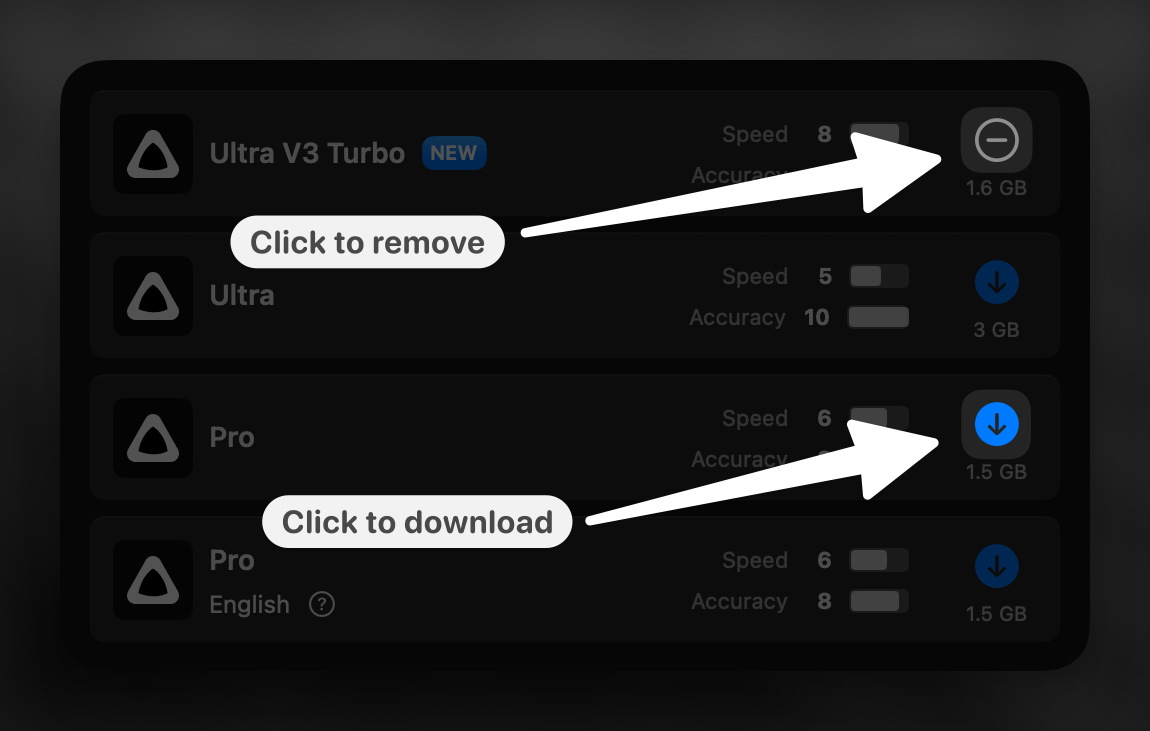 Ultra V3 Turbo NEW
Speed 8
Accuracy
1.6 GB
Click to remove
Ultra
Speed 5
Accuracy 10
3 GB
Pro
Speed 6
Accuracy
1.5 GB
Click to download
Pro
English ?
Speed 6
Accuracy 8
1.5 GB